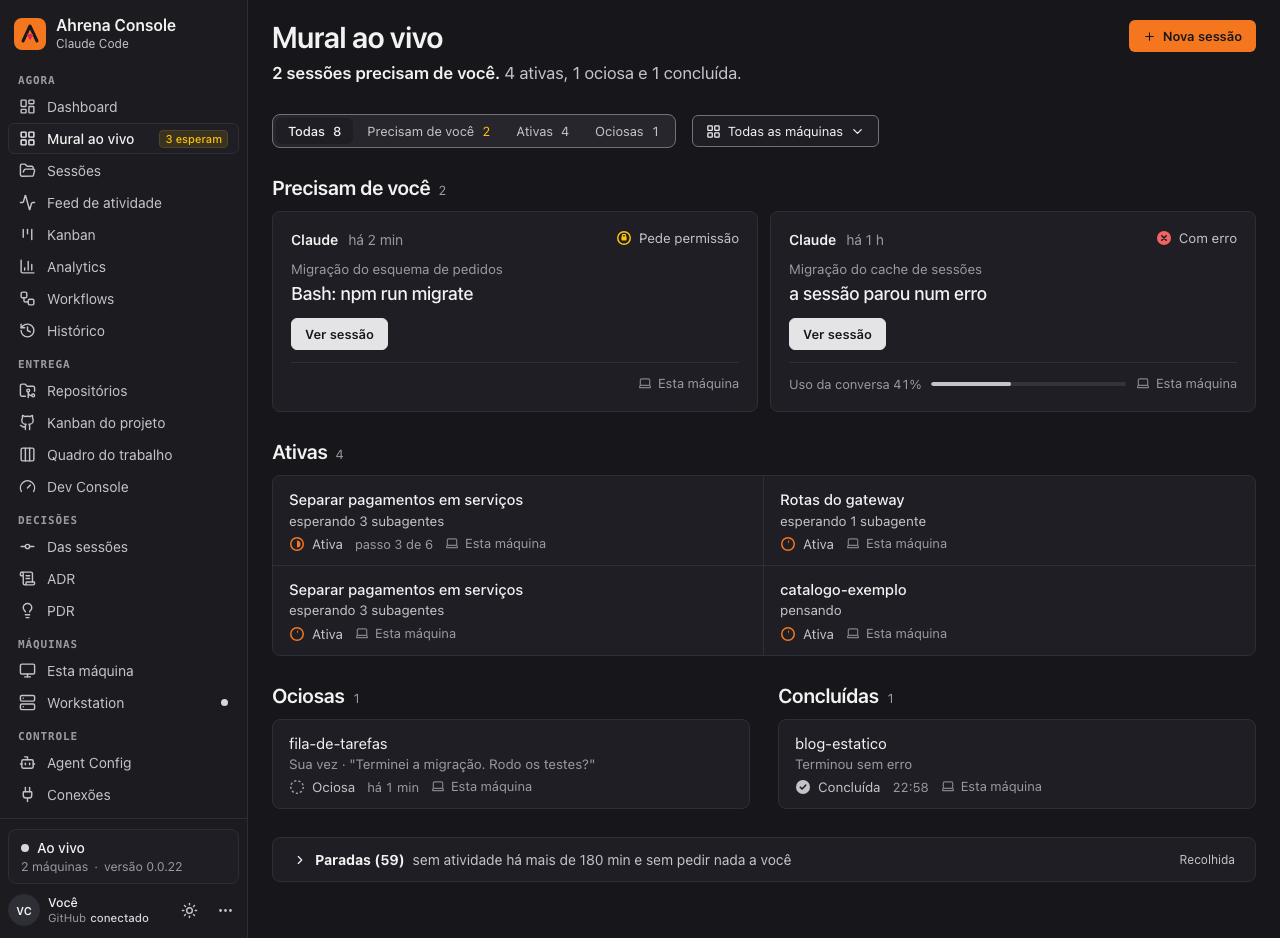 Ahrena Console
Claude Code
AGORA
Dashboard
Mural ao vivo
3 esperam
Sessões
Feed de atividade
Kanban
Analytics
Workflows
Histórico
ENTREGA
Repositórios
Kanban do projeto
Quadro do trabalho
Dev Console
DECISÕES
Das sessões
ADR
PDR
MÁQUINAS
Esta máquina
Workstation
CONTROLE
Agent Config
Conexões
Ao vivo
2 máquinas · versão 0.0.22
VC
Você
GitHub conectado
Mural ao vivo
2 sessões precisam de você. 4 ativas, 1 ociosa e 1 concluída.
+ Nova sessão
Todas 8
Precisam de você 2
Ativas 4
Ociosas 1
Todas as máquinas
Precisam de você 2
Claude há 2 min
Pede permissão
Migração do esquema de pedidos
Bash: npm run migrate
Ver sessão
Esta máquina
Claude há 1 h
Com erro
Migração do cache de sessões
a sessão parou num erro
Ver sessão
Uso da conversa 41%
Esta máquina
Ativas 4
Separar pagamentos em serviços
esperando 3 subagentes
Ativa passo 3 de 6 Esta máquina
Rotas do gateway
esperando 1 subagente
Ativa Esta máquina
Separar pagamentos em serviços
esperando 3 subagentes
Ativa Esta máquina
catalogo-exemplo
pensando
Ativa Esta máquina
Ociosas 1
fila-de-tarefas
Sua vez · "Terminei a migração. Rodo os testes?"
Ociosa há 1 min Esta máquina
Concluídas 1
blog-estatico
Terminou sem erro
Concluída 22:58 Esta máquina
Paradas (59) sem atividade há mais de 180 min e sem pedir nada a você
Recolhida